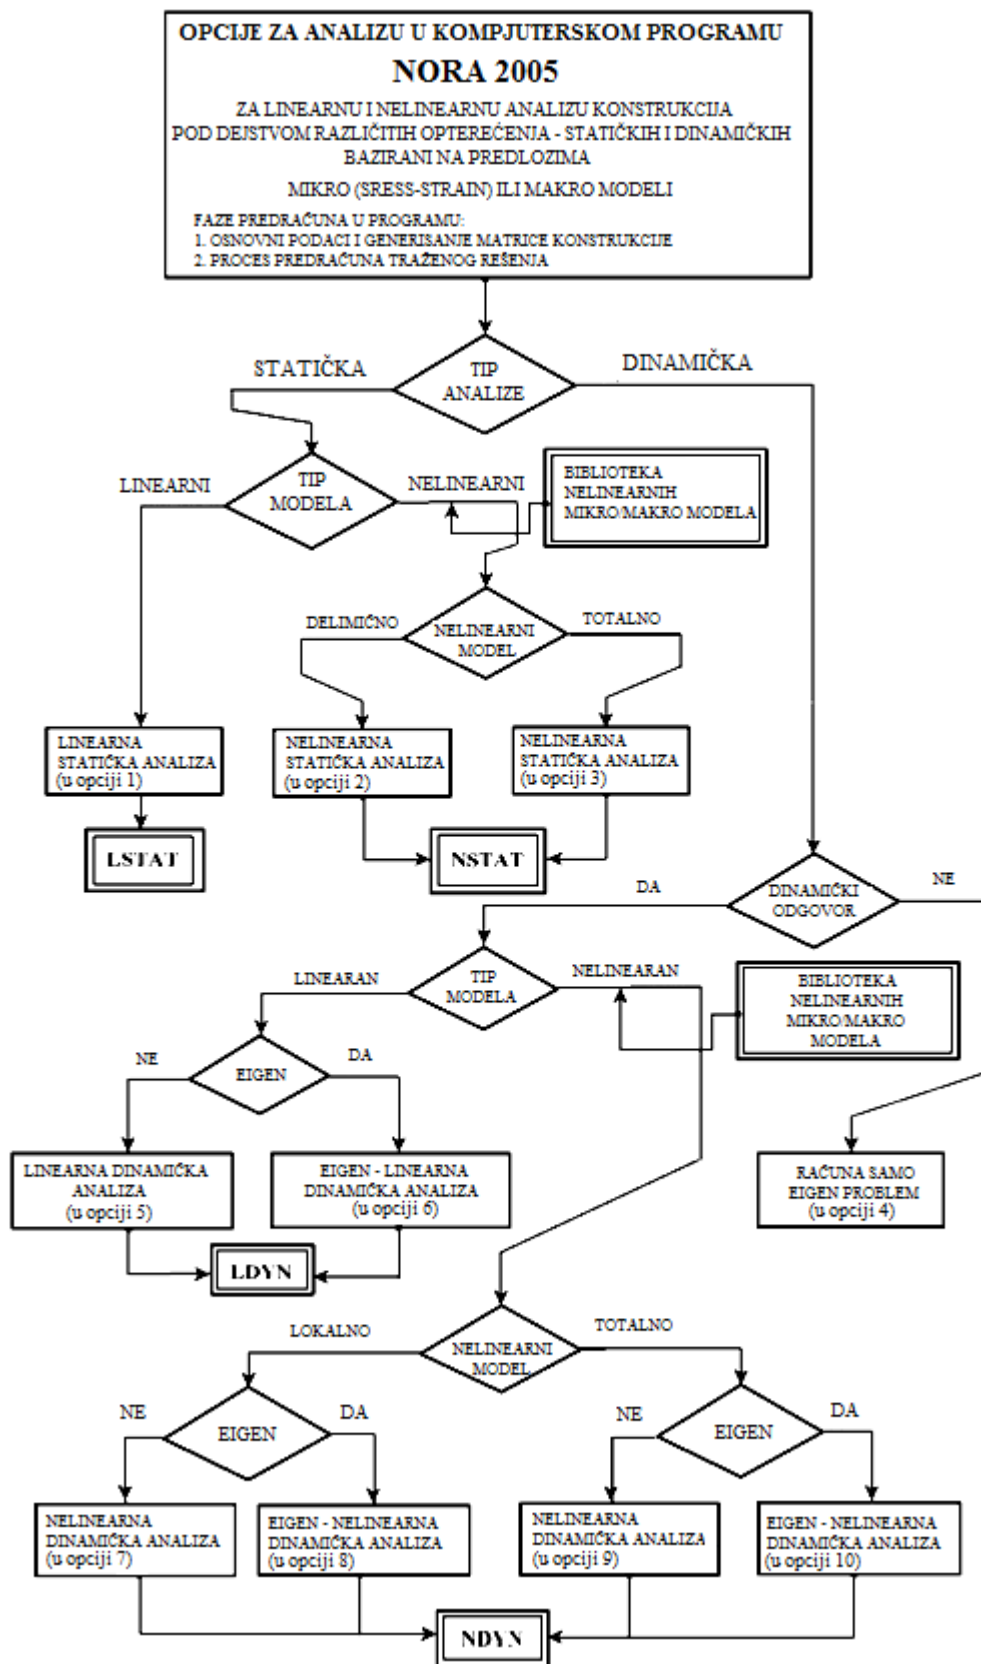 OPCIJE ZA ANALIZU U KOMPJUTERSKOM PROGRAMU
NORA 2005
ZA LINEARNU I NELINEARNU ANALIZU KONSTRUKCIJA
POD DEJSTVOM RAZLIČITIH OPTEREĆENJA - STATIČKIH I DINAMIČKIH
BAZIRANI NA PREDLOZIMA
MIKRO (SRESS-STRAIN) ILI MAKRO MODELI
FAZE PREDRAČUNA U PROGRAMU:
1. OSNOVNI PODACI I GENERISANJE MATRICE KONSTRUKCIJE
2. PROCES PREDRAČUNA TRAŽENOG REŠENJA
STATIČKA
TIP
ANALIZE
DINAMIČKA
LINEARNI
TIP
MODELA
NELINEARNI
BIBLIOTEKA
NELINEARNIH
MIKRO/MAKRO MODELA
DELIMIČNO
NELINEARNI
MODEL
TOTALNO
LINEARNA
STATIČKA ANALIZA
(u opciji 1)
NELINEARNA
STATIČKA ANALIZA
(u opciji 2)
NELINEARNA
STATIČKA ANALIZA
(u opciji 3)
LSTAT
NSTAT
DA
DINAMIČKI
ODGOVOR
NE
LINEARAN
TIP
MODELA
NELINEARAN
BIBLIOTEKA
NELINEARNIH
MIKRO/MAKRO
MODELA
NE
EIGEN
DA
LINEARNA DINAMIČKA
ANALIZA
(u opciji 5)
EIGEN - LINEARNA
DINAMIČKA ANALIZA
(u opciji 6)
RAČUNA SAMO
EIGEN PROBLEM
(u opciji 4)
LDYN
LOKALNO
NELINEARNI
MODEL
TOTALNO
NE
EIGEN
DA
NE
EIGEN
DA
NELINEARNA
DINAMIČKA ANALIZA
(u opciji 7)
EIGEN - NELINEARNA
DINAMIČKA ANALIZA
(u opciji 8)
NELINEARNA
DINAMIČKA ANALIZA
(u opciji 9)
EIGEN - NELINEARNA
DINAMIČKA ANALIZA
(u opciji 10)
NDYN